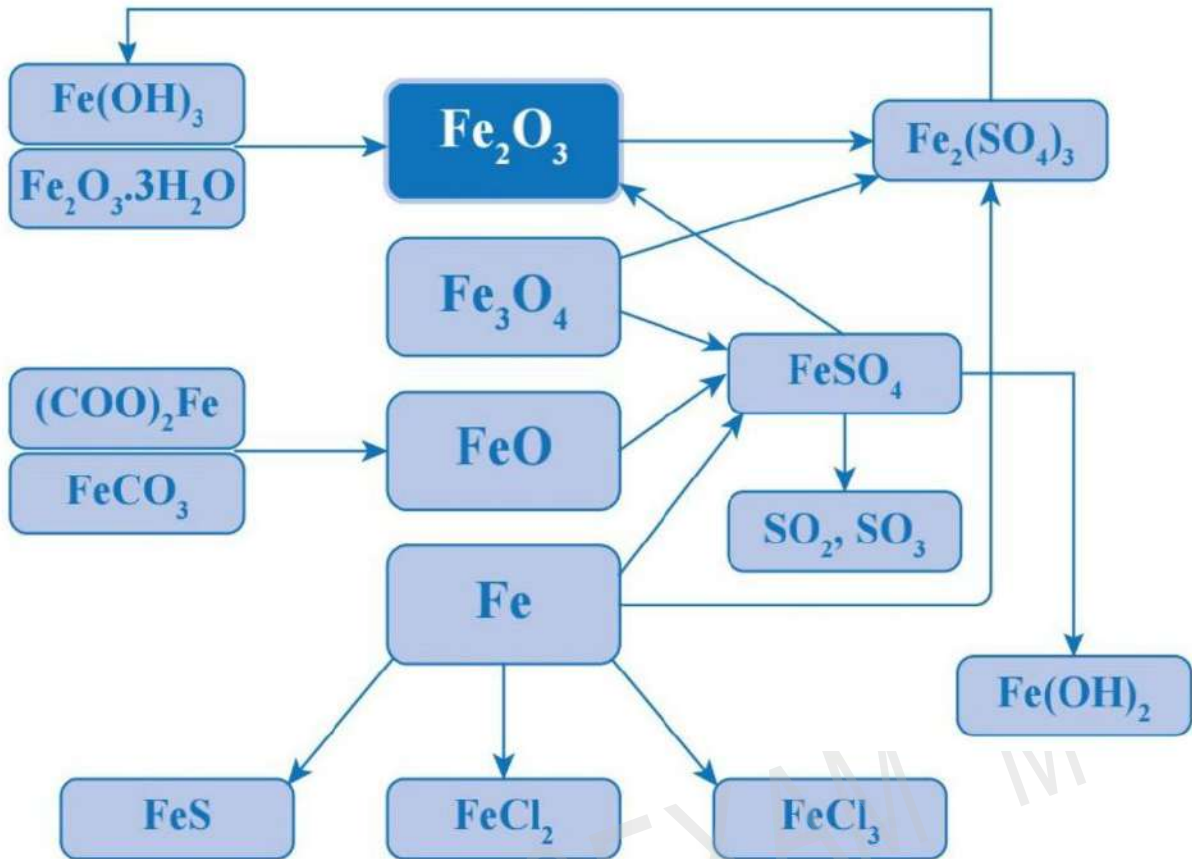 Fe(OH)₃
Fe₂O₃.3H₂O
Fe₂O₃
Fe₂(SO₄)₃
Fe₃O₄
(COO)₂Fe
FeCO₃
FeO
FeSO₄
SO₂, SO₃
Fe
Fe(OH)₂
FeS
FeCl₂
FeCl₃
EXAM M